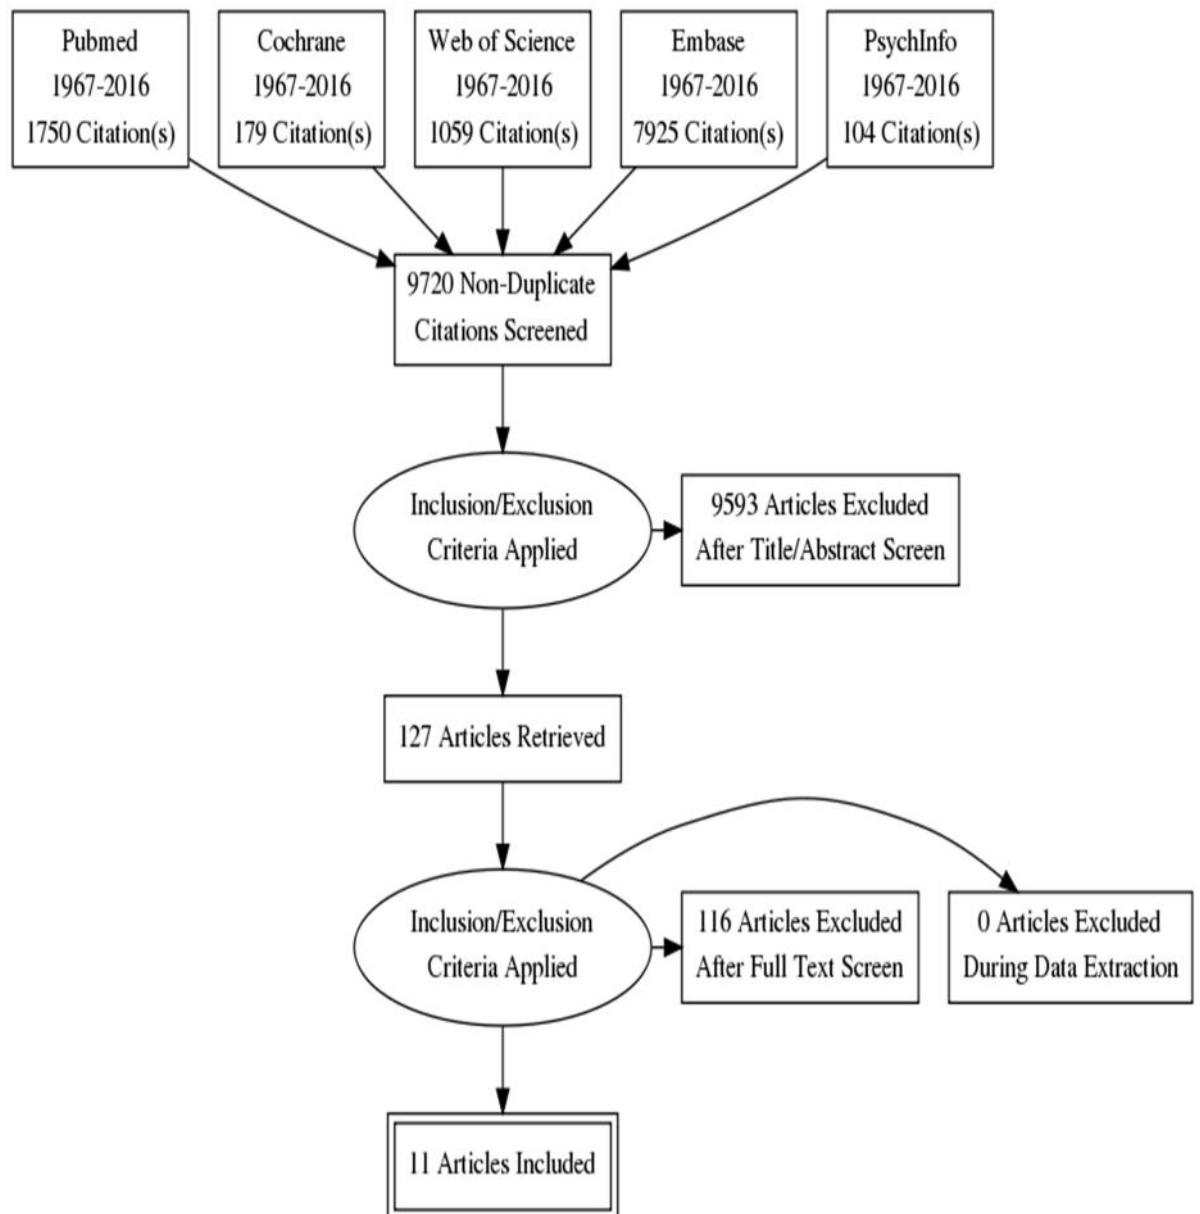 Pubmed
1967-2016
1750 Citation(s)
Cochrane
1967-2016
179 Citation(s)
Web of Science
1967-2016
1059 Citation(s)
Embase
1967-2016
7925 Citation(s)
PsychInfo
1967-2016
104 Citation(s)
9720 Non-Duplicate
Citations Screened
Inclusion/Exclusion
Criteria Applied
9593 Articles Excluded
After Title/Abstract Screen
127 Articles Retrieved
Inclusion/Exclusion
Criteria Applied
116 Articles Excluded
After Full Text Screen
0 Articles Excluded
During Data Extraction
11 Articles Included